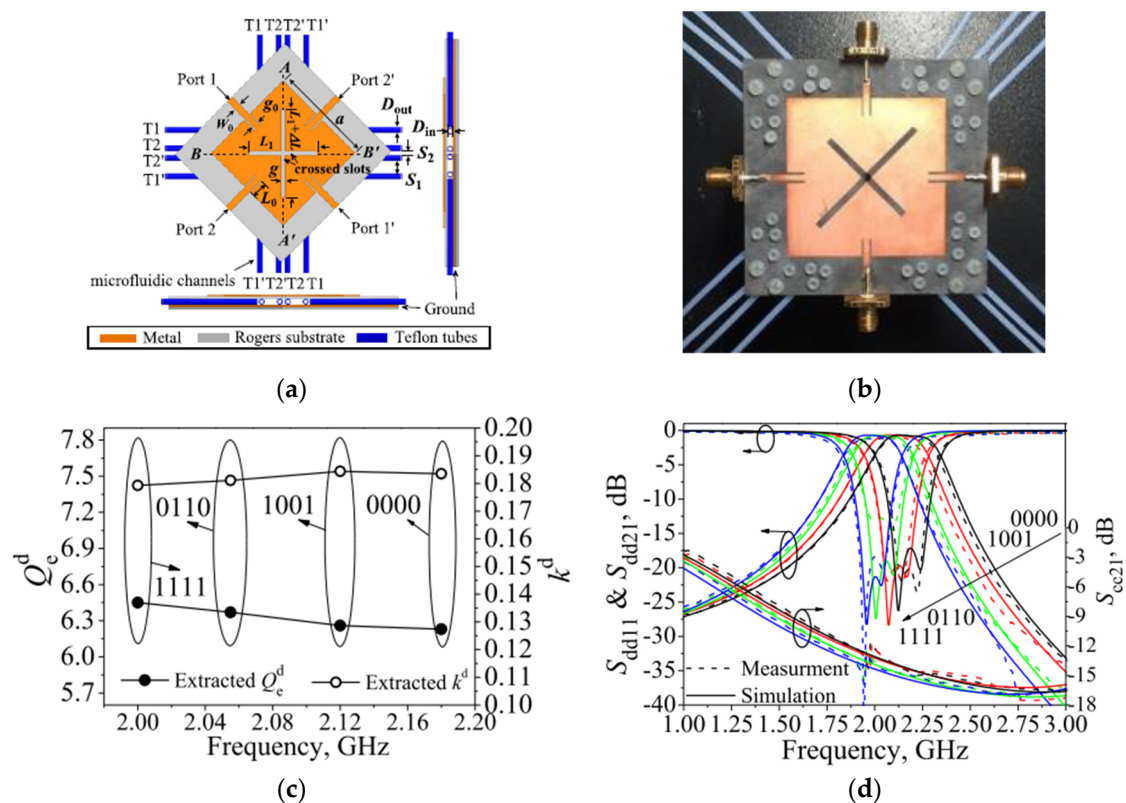 T1 T2 T2' T1'
A
Port 1
Port 2'
g0
W0
L1+ΔL
a
Dout
Din
T1
T2
T2'
T1'
L1
B
B'
S2
S1
g
crossed slots
L0
Port 2
Port 1'
A'
microfluidic channels
T1' T2' T2 T1
Ground
Metal Rogers substrate Teflon tubes
(a)
(b)
7.8
7.5
7.2
6.9
6.6
6.3
6.0
5.7
Q_e^d
0.20
0.19
0.18
0.17
0.16
0.15
0.14
0.13
0.12
0.11
0.10
k^d
0110
1001
0000
1111
Extracted Q_e^d Extracted k^d
2.00 2.04 2.08 2.12 2.16 2.20
Frequency, GHz
(c)
0
-5
-10
-15
-20
-25
-30
-35
-40
Sdd11 & Sdd21, dB
0
-3
-6
-9
-12
-15
-18
Scc21, dB
0000
1001
0110
1111
Measurment
Simulation
1.00 1.25 1.50 1.75 2.00 2.25 2.50 2.75 3.00
Frequency, GHz
(d)